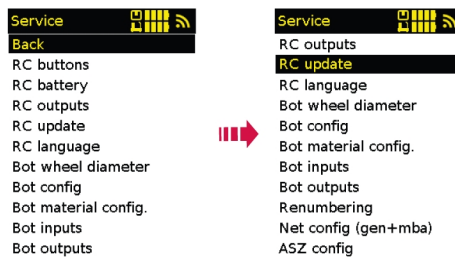 Service
Back
RC buttons
RC battery
RC outputs
RC update
RC language
Bot wheel diameter
Bot config
Bot material config.
Bot inputs
Bot outputs
Service
RC outputs
RC update
RC language
Bot wheel diameter
Bot config
Bot material config.
Bot inputs
Bot outputs
Renumbering
Net config (gen+mba)
ASZ config